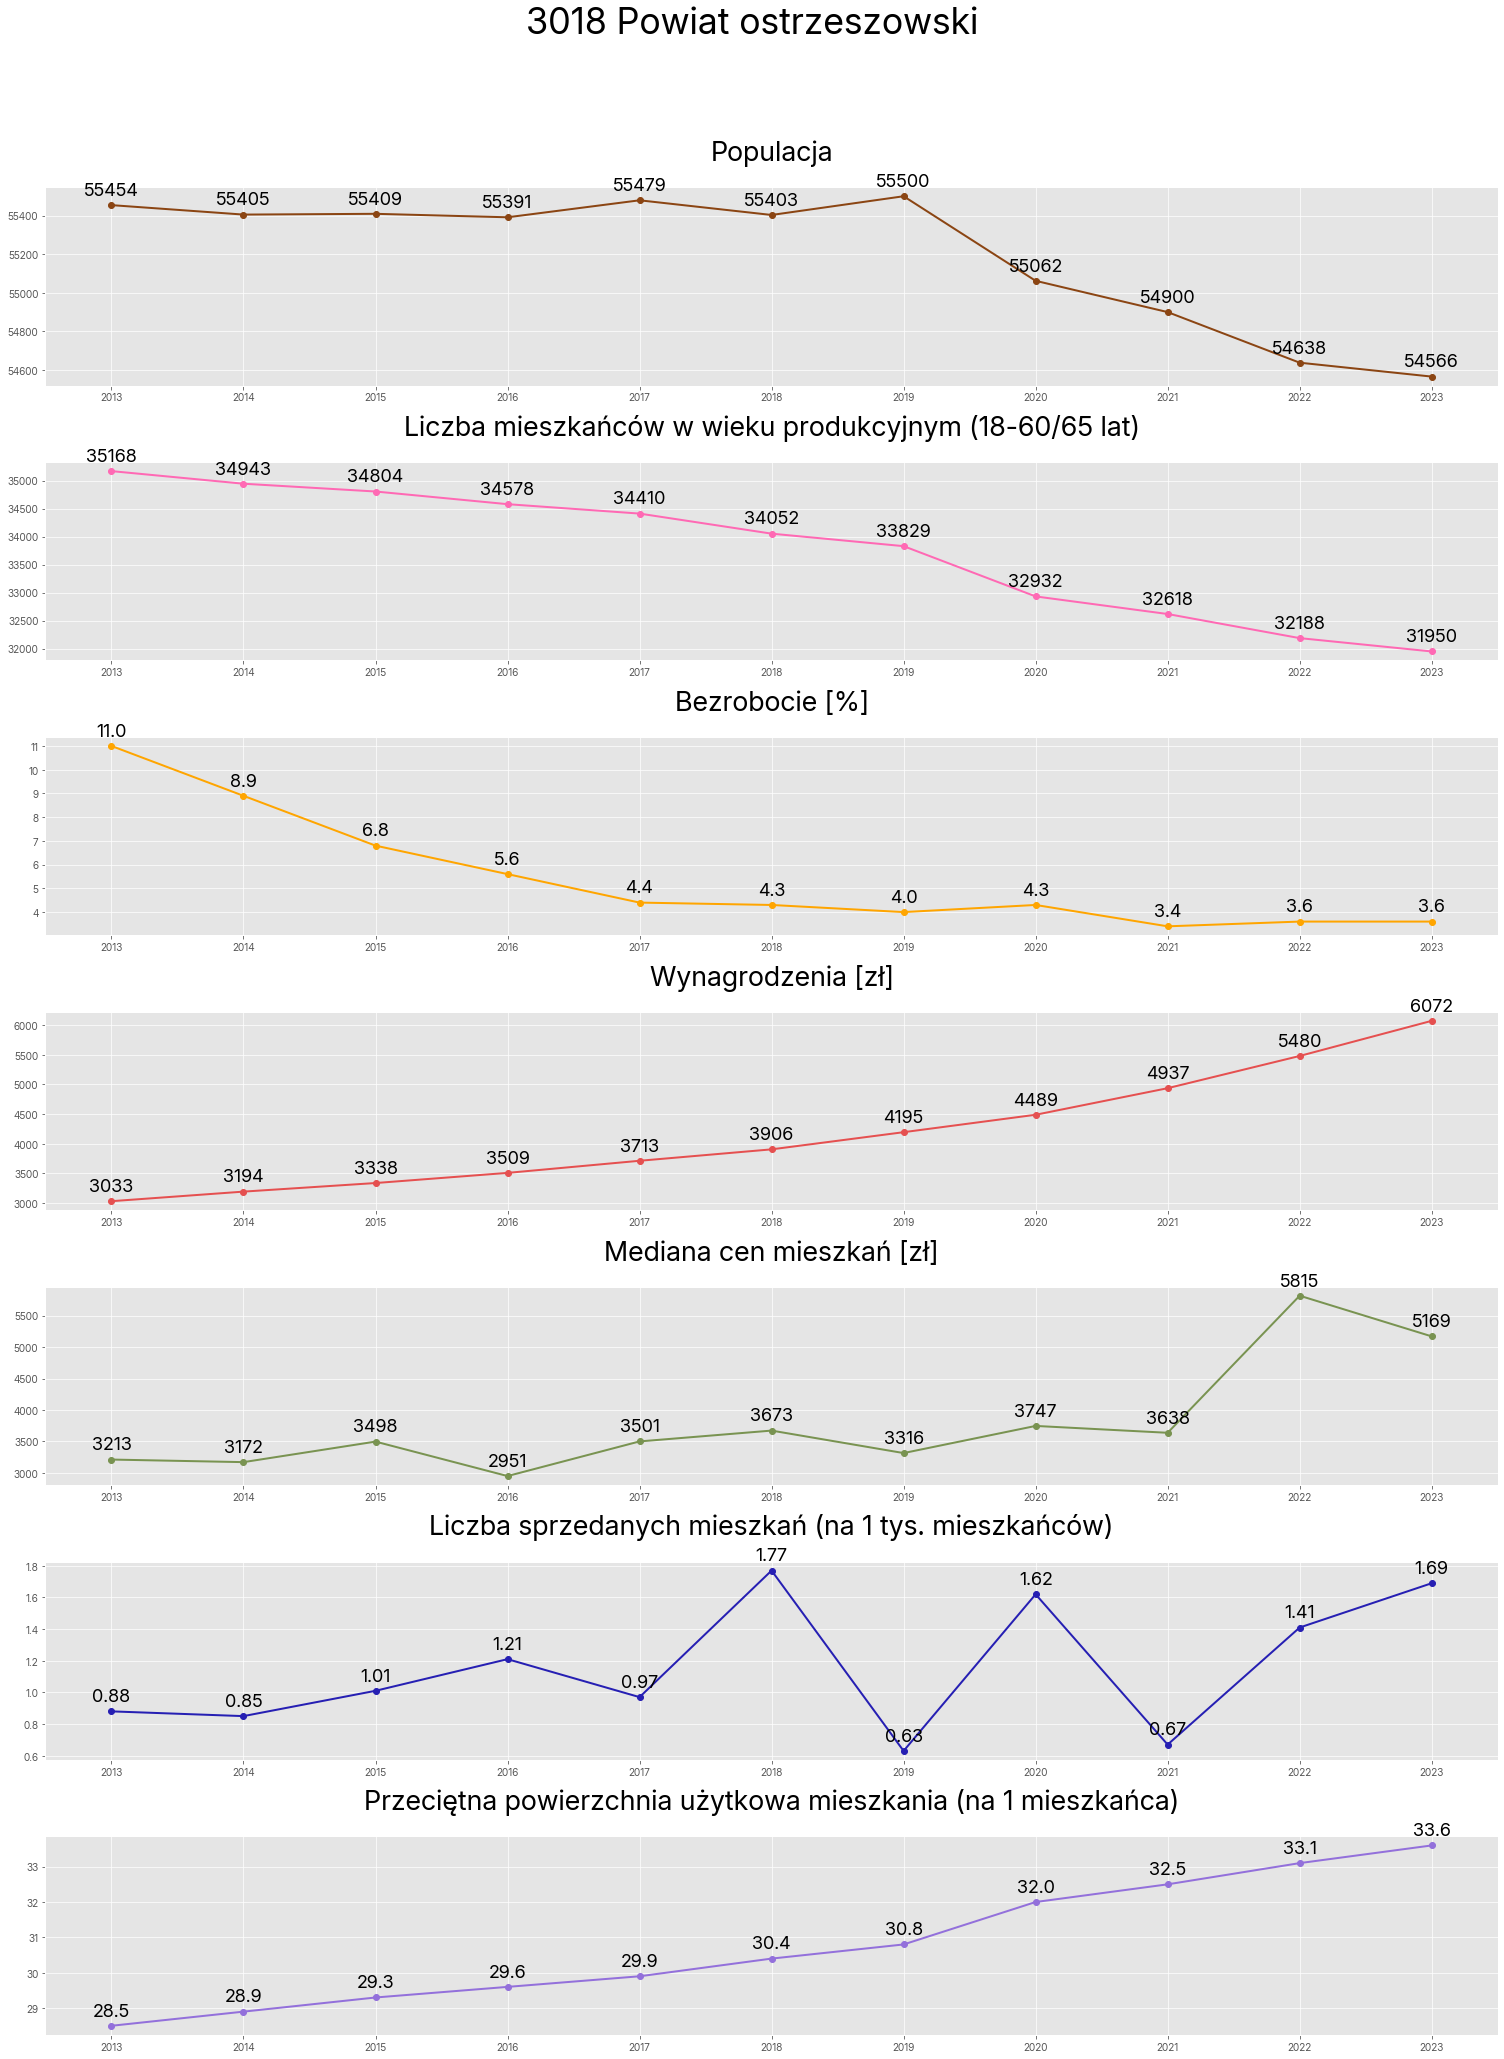 3018 Powiat ostrzeszowski
Populacja
55454 55405 55409 55391 55479 55403 55500 55062 54900 54638 54566
55400
55200
55000
54800
54600
2013 2014 2015 2016 2017 2018 2019 2020 2021 2022 2023
Liczba mieszkańców w wieku produkcyjnym (18-60/65 lat)
35168 34943 34804 34578 34410 34052 33829 32932 32618 32188 31950
35000
34500
34000
33500
33000
32500
32000
2013 2014 2015 2016 2017 2018 2019 2020 2021 2022 2023
Bezrobocie [%]
11.0 8.9 6.8 5.6 4.4 4.3 4.0 4.3 3.4 3.6 3.6
11
10
9
8
7
6
5
4
2013 2014 2015 2016 2017 2018 2019 2020 2021 2022 2023
Wynagrodzenia [zł]
3033 3194 3338 3509 3713 3906 4195 4489 4937 5480 6072
6000
5500
5000
4500
4000
3500
3000
2013 2014 2015 2016 2017 2018 2019 2020 2021 2022 2023
Mediana cen mieszkań [zł]
3213 3172 3498 2951 3501 3673 3316 3747 3638 5815 5169
5500
5000
4500
4000
3500
3000
2013 2014 2015 2016 2017 2018 2019 2020 2021 2022 2023
Liczba sprzedanych mieszkań (na 1 tys. mieszkańców)
0.88 0.85 1.01 1.21 0.97 1.77 0.63 1.62 0.67 1.41 1.69
1.8
1.6
1.4
1.2
1.0
0.8
0.6
2013 2014 2015 2016 2017 2018 2019 2020 2021 2022 2023
Przeciętna powierzchnia użytkowa mieszkania (na 1 mieszkańca)
28.5 28.9 29.3 29.6 29.9 30.4 30.8 32.0 32.5 33.1 33.6
33
32
31
30
29
2013 2014 2015 2016 2017 2018 2019 2020 2021 2022 2023